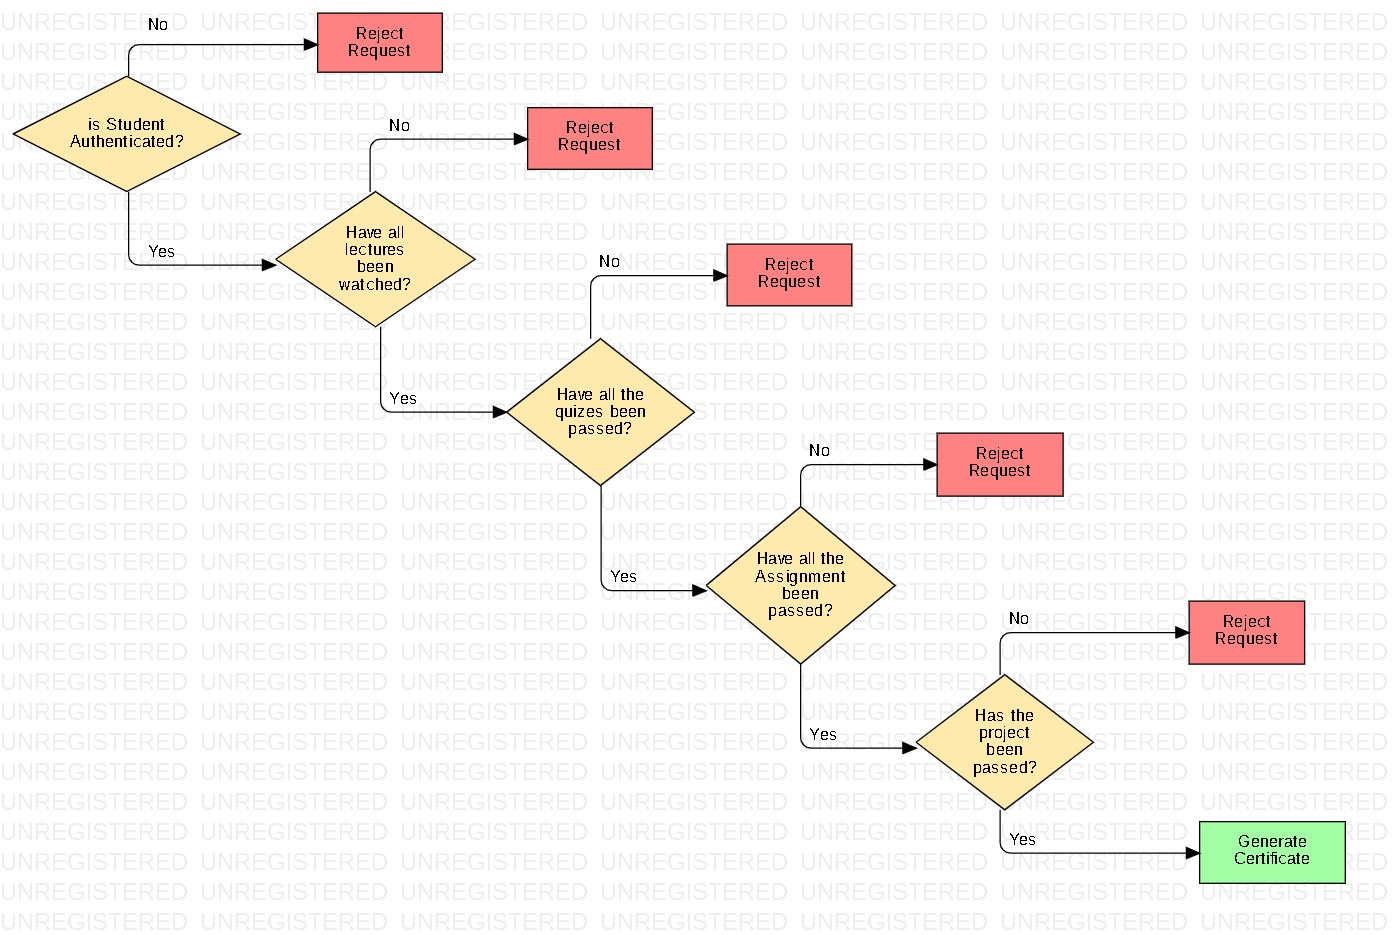 No
Reject
Request
is Student
Authenticated?
Yes
No
Reject
Request
Have all
lectures
been
watched?
Yes
No
Reject
Request
Have all the
quizes been
passed?
Yes
No
Reject
Request
Have all the
Assignment
been
passed?
Yes
No
Reject
Request
Has the
project
been
passed?
Yes
Generate
Certificate
UNREGISTERED UNREGISTERED UNREGISTERED UNREGISTERED UNREGISTERED UNREGISTERED UNREGISTERED